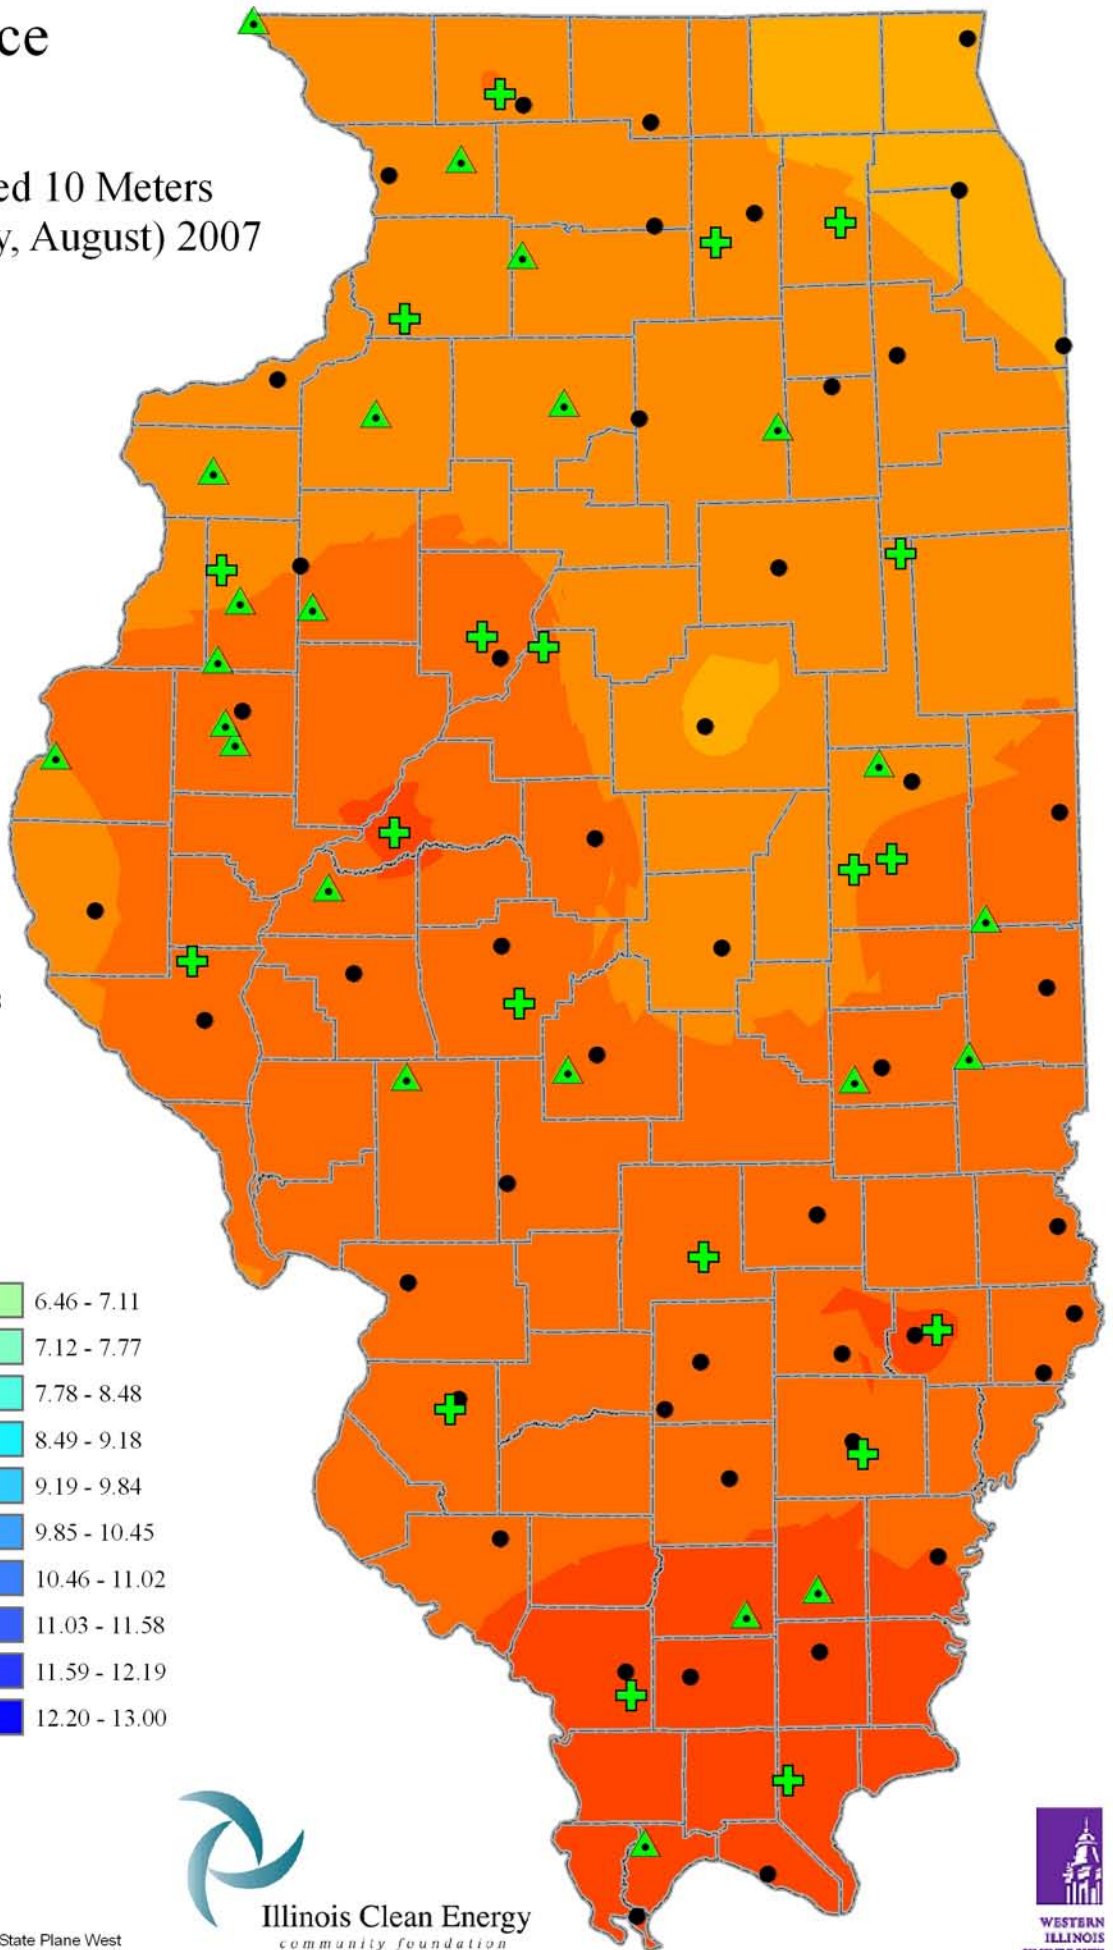 ce
ed 10 Meters
y, August) 2007
6.46 - 7.11
7.12 - 7.77
7.78 - 8.48
8.49 - 9.18
9.19 - 9.84
9.85 - 10.45
10.46 - 11.02
11.03 - 11.58
11.59 - 12.19
12.20 - 13.00
Illinois Clean Energy
community foundation
State Plane West
WESTERN
ILLINOIS